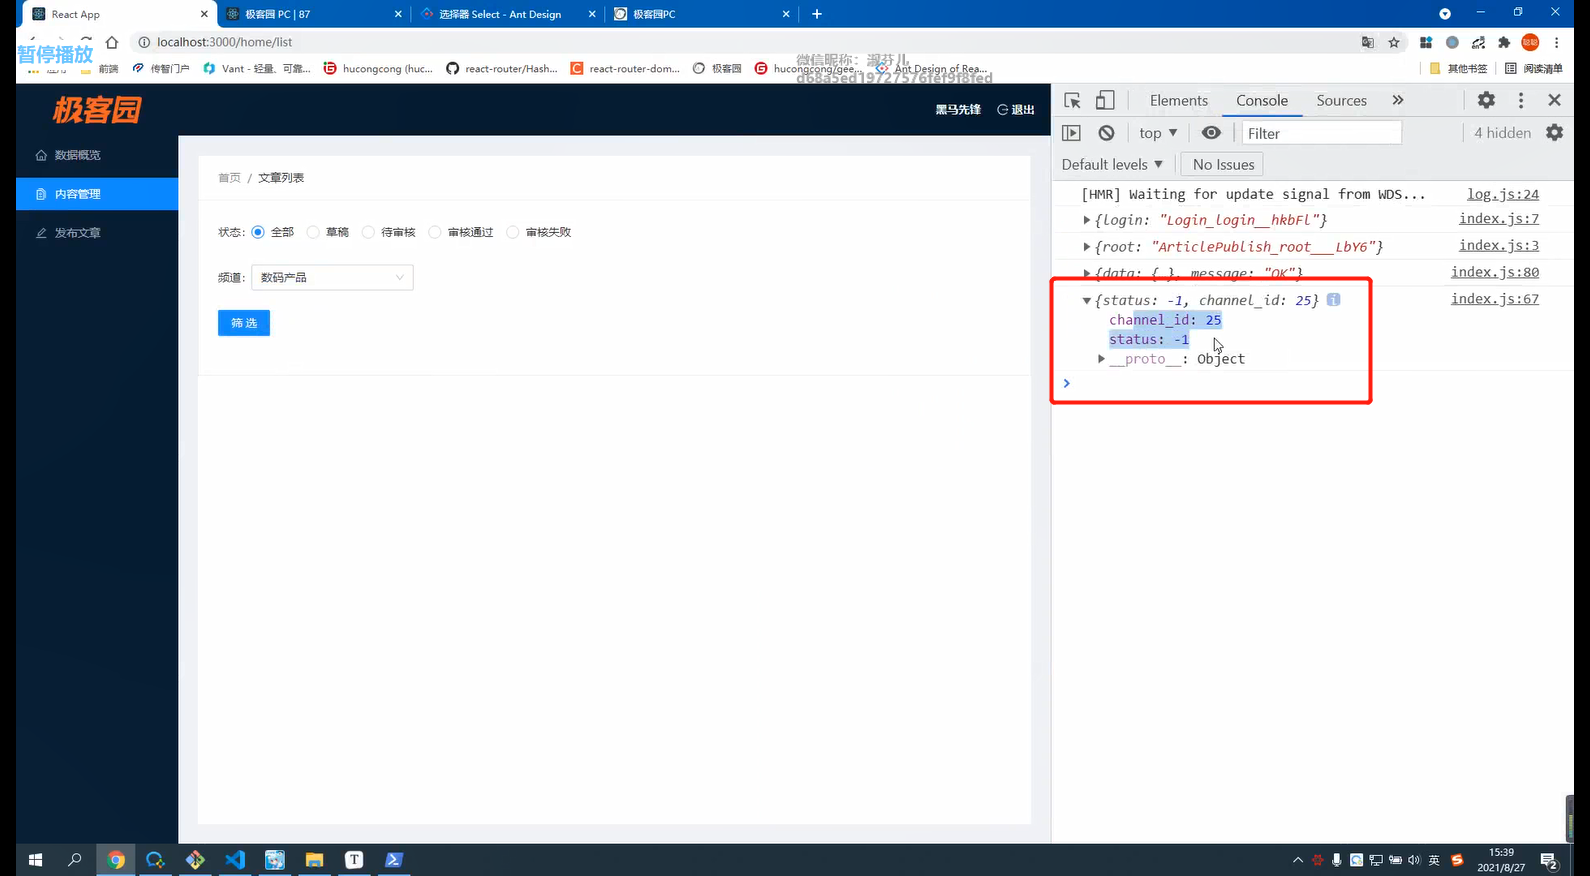 React App
极客园 PC | 87
选择器 Select - Ant Design
极客园PC
localhost:3000/home/list
暂停播放
微信昵称：淑芬儿
d68a5ed19727576fef9f8fed
应用
前端
传智门户
Vant - 轻量、可靠...
hucongcong (huc...
react-router/Hash...
react-router-dom...
极客园
hucongcong/gee...
Ant Design of Rea...
其他书签
阅读清单
极客园
黑马先锋
退出
数据概览
内容管理
发布文章
首页 / 文章列表
状态: 全部 草稿 待审核 审核通过 审核失败
频道: 数码产品
筛 选
Elements Console Sources »
top ▼ Filter 4 hidden
Default levels ▼ No Issues
[HMR] Waiting for update signal from WDS... log.js:24
▶{login: "Login_login__hkbFl"} index.js:7
▶{root: "ArticlePublish_root___LbY6"} index.js:3
▶{data: {…}, message: "OK"} index.js:80
▼{status: -1, channel_id: 25} i index.js:67
channel_id: 25
status: -1
▶__proto__: Object
>
英
聪聪
15:39
2021/8/27
2